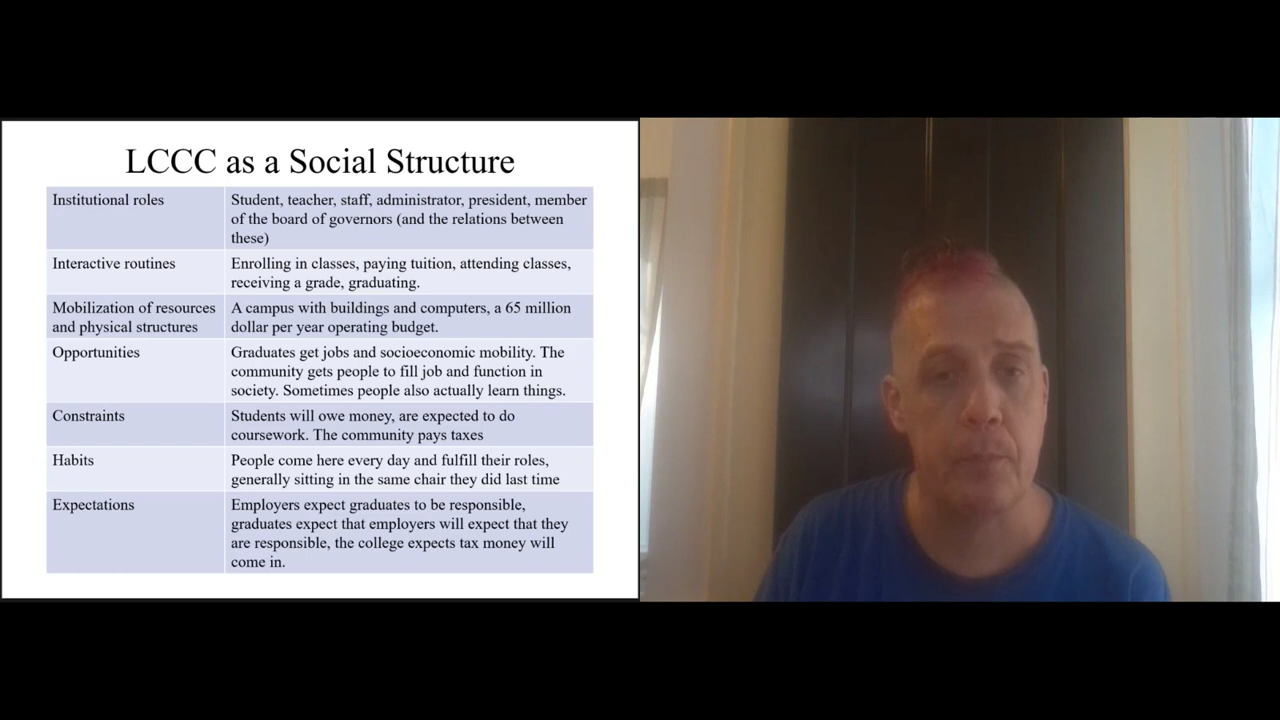 LCCC as a Social Structure
Institutional roles
Student, teacher, staff, administrator, president, member
of the board of governors (and the relations between
these)
Interactive routines
Enrolling in classes, paying tuition, attending classes,
receiving a grade, graduating.
Mobilization of resources
and physical structures
A campus with buildings and computers, a 65 million
dollar per year operating budget.
Opportunities
Graduates get jobs and socioeconomic mobility. The
community gets people to fill job and function in
society. Sometimes people also actually learn things.
Constraints
Students will owe money, are expected to do
coursework. The community pays taxes
Habits
People come here every day and fulfill their roles,
generally sitting in the same chair they did last time
Expectations
Employers expect graduates to be responsible,
graduates expect that employers will expect that they
are responsible, the college expects tax money will
come in.